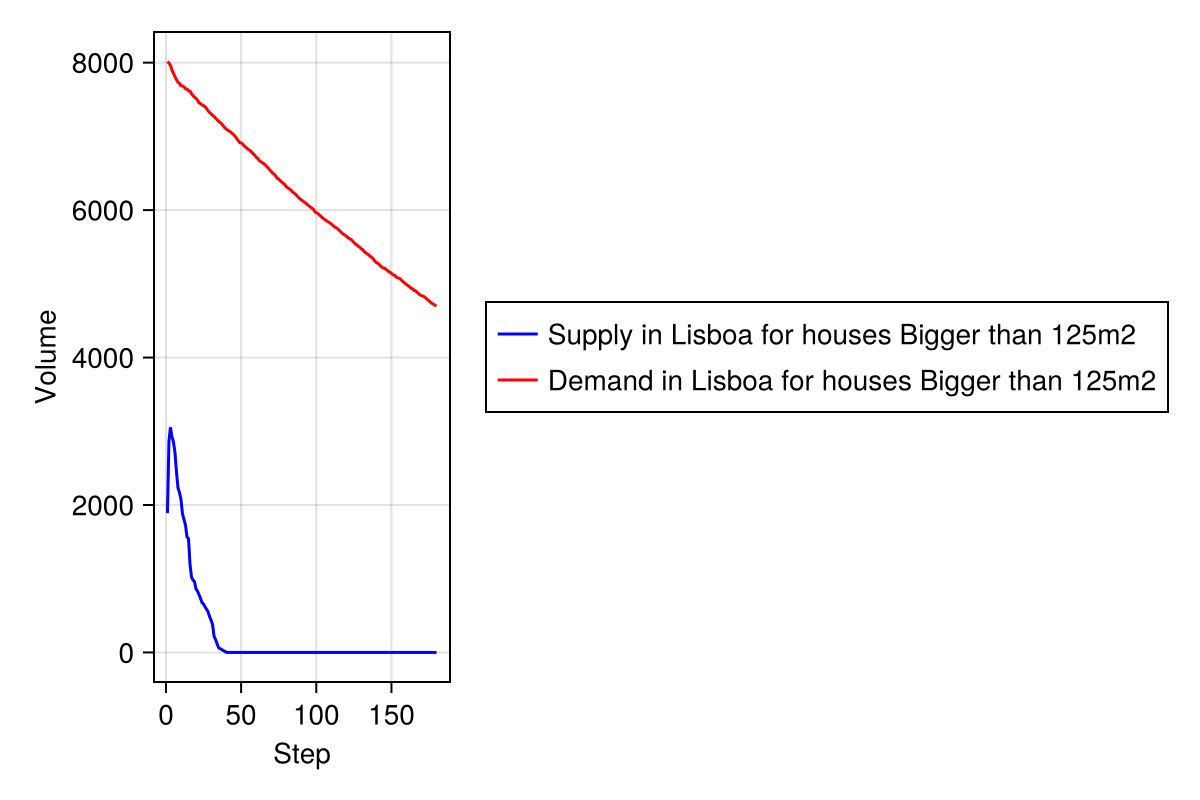 8000
6000
4000
2000
0
Volume
0 50 100 150
Step
Supply in Lisboa for houses Bigger than 125m2
Demand in Lisboa for houses Bigger than 125m2